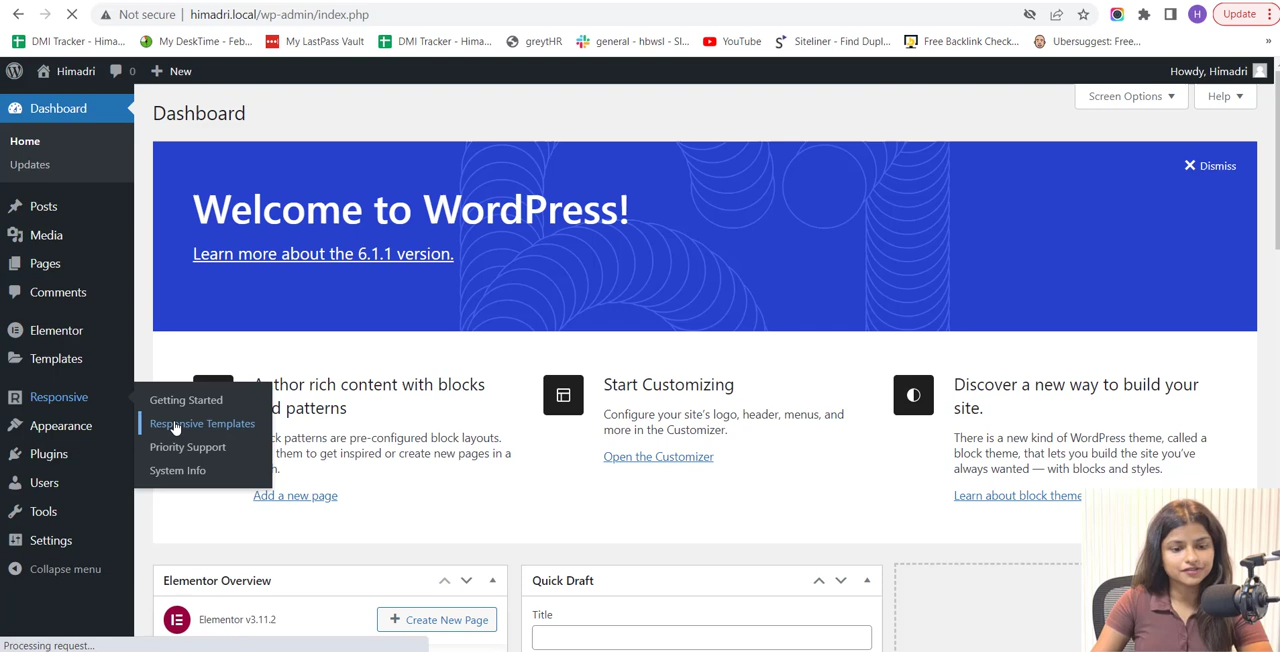 Not secure | himadri.local/wp-admin/index.php
Update
DMI Tracker - Hima...
My DeskTime - Feb...
My LastPass Vault
DMI Tracker - Hima...
greytHR
general - hbwsl - Sl...
YouTube
Siteliner - Find Dupl...
Free Backlink Check...
Ubersuggest: Free...
»
Himadri
0
New
Howdy, Himadri
Dashboard
Home
Updates
Posts
Media
Pages
Comments
Elementor
Templates
Responsive
Appearance
Plugins
Users
Tools
Settings
Collapse menu
Getting Started
Responsive Templates
Priority Support
System Info
Dashboard
Screen Options
Help
Dismiss
Welcome to WordPress!
Learn more about the 6.1.1 version.
Author rich content with blocks
patterns
patterns are pre-configured block layouts.
them to get inspired or create new pages in a
Add a new page
Start Customizing
Configure your site's logo, header, menus, and
more in the Customizer.
Open the Customizer
Discover a new way to build your
site.
There is a new kind of WordPress theme, called a
block theme, that lets you build the site you've
always wanted — with blocks and styles.
Learn about block theme
Elementor Overview
Elementor v3.11.2
Create New Page
Quick Draft
Title
Processing request...